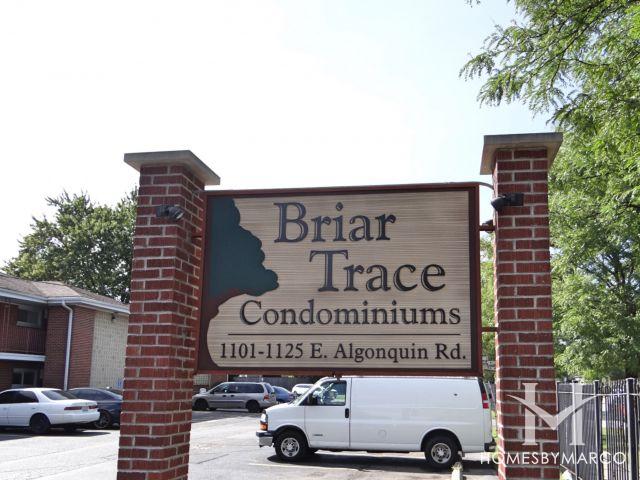 Briar
Trace
Condominiums
1101-1125 E. Algonquin Rd.
HOMESBYMARCO